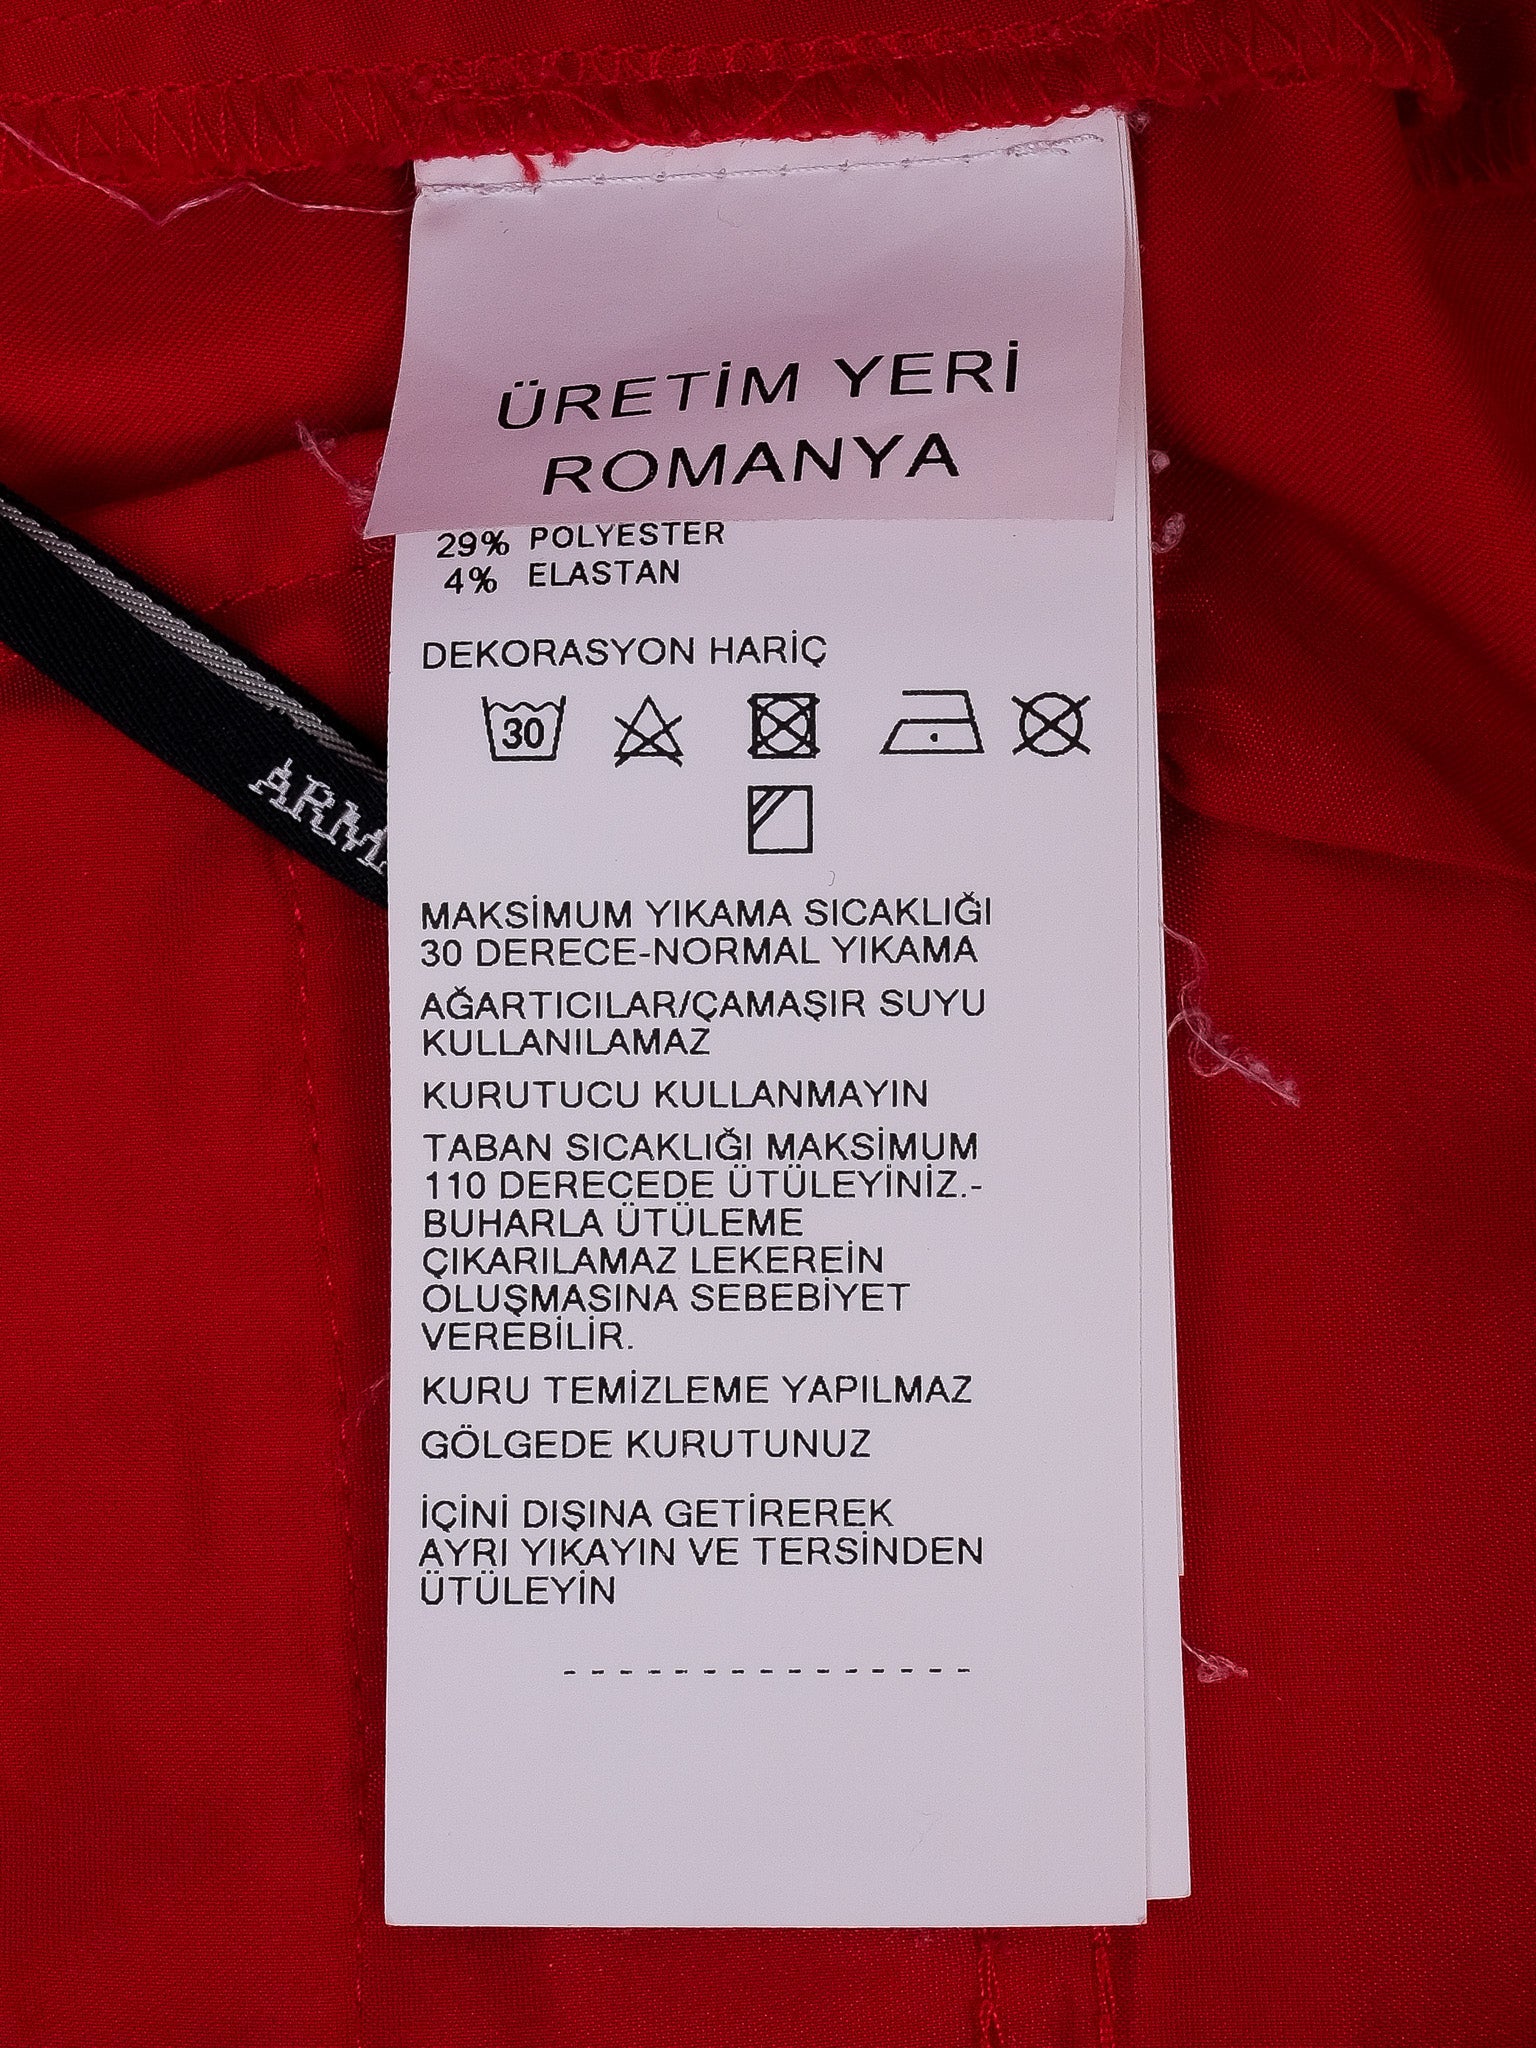 ÜRETİM YERİ
ROMANYA
29% POLYESTER
4% ELASTAN
DEKORASYON HARİÇ
30
ARM
MAKSİMUM YIKAMA SICAKLIĞI
30 DERECE-NORMAL YIKAMA
AĞARTICILAR/ÇAMAŞIR SUYU
KULLANILAMAZ
KURUTUCU KULLANMAYIN
TABAN SICAKLIĞI MAKSİMUM
110 DERECEDE ÜTÜLEYİNİZ.-
BUHARLA ÜTÜLEME
ÇIKARILAMAZ LEKEREİN
OLUŞMASINA SEBEBİYET
VEREBİLİR.
KURU TEMİZLEME YAPILMAZ
GÖLGEDE KURUTUNUZ
İÇİNİ DIŞINA GETİREREK
AYRI YIKAYIN VE TERSİNDEN
ÜTÜLEYİN